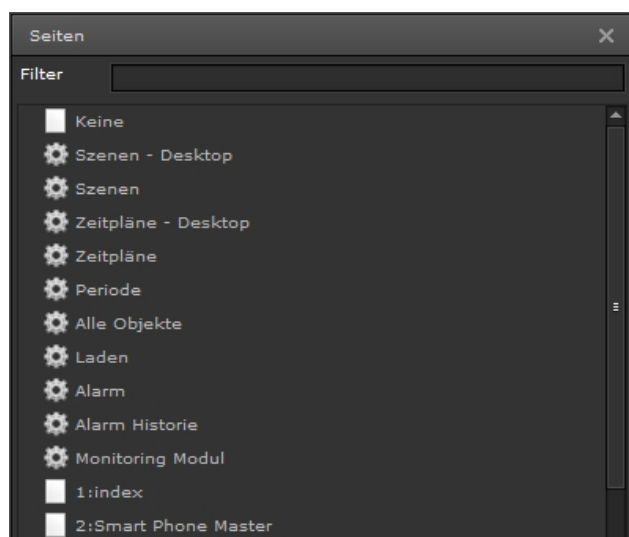 Seiten
Filter
Keine
Szenen - Desktop
Szenen
Zeitpläne - Desktop
Zeitpläne
Periode
Alle Objekte
Laden
Alarm
Alarm Historie
Monitoring Modul
1:index
2:Smart Phone Master